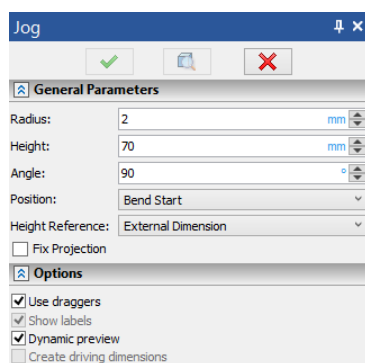 Jog
General Parameters
Radius: 2 mm
Height: 70 mm
Angle: 90 °
Position: Bend Start
Height Reference: External Dimension
Fix Projection
Options
Use draggers
Show labels
Dynamic preview
Create driving dimensions